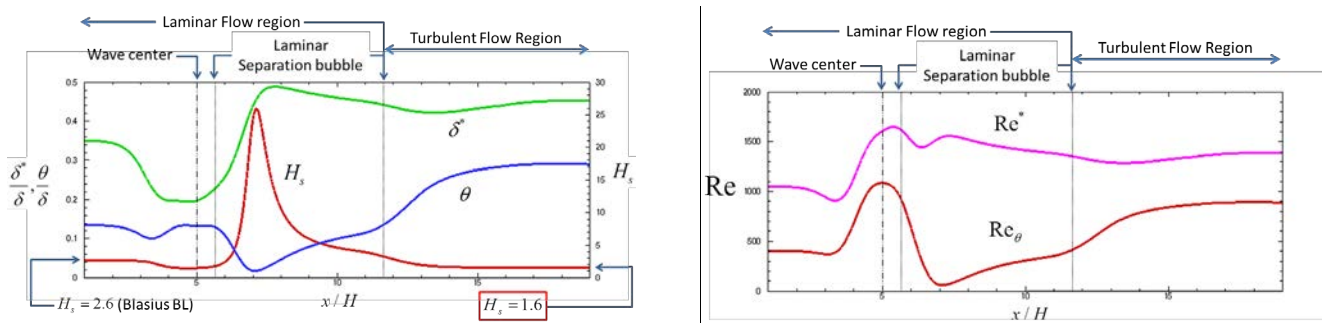 Laminar Flow region
Wave center
Laminar
Separation bubble
Turbulent Flow Region
0.5
0.4
0.3
0.2
0.1
0
30
25
20
15
10
5
0
δ*/δ, θ/δ
H_s
δ*
H_s
θ
5
10
15
x / H
H_s = 2.6 (Blasius BL)
H_s = 1.6
Laminar Flow region
Wave center
Laminar
Separation bubble
Turbulent Flow Region
2000
1500
1000
500
0
Re
Re*
Re_θ
5
10
15
x / H